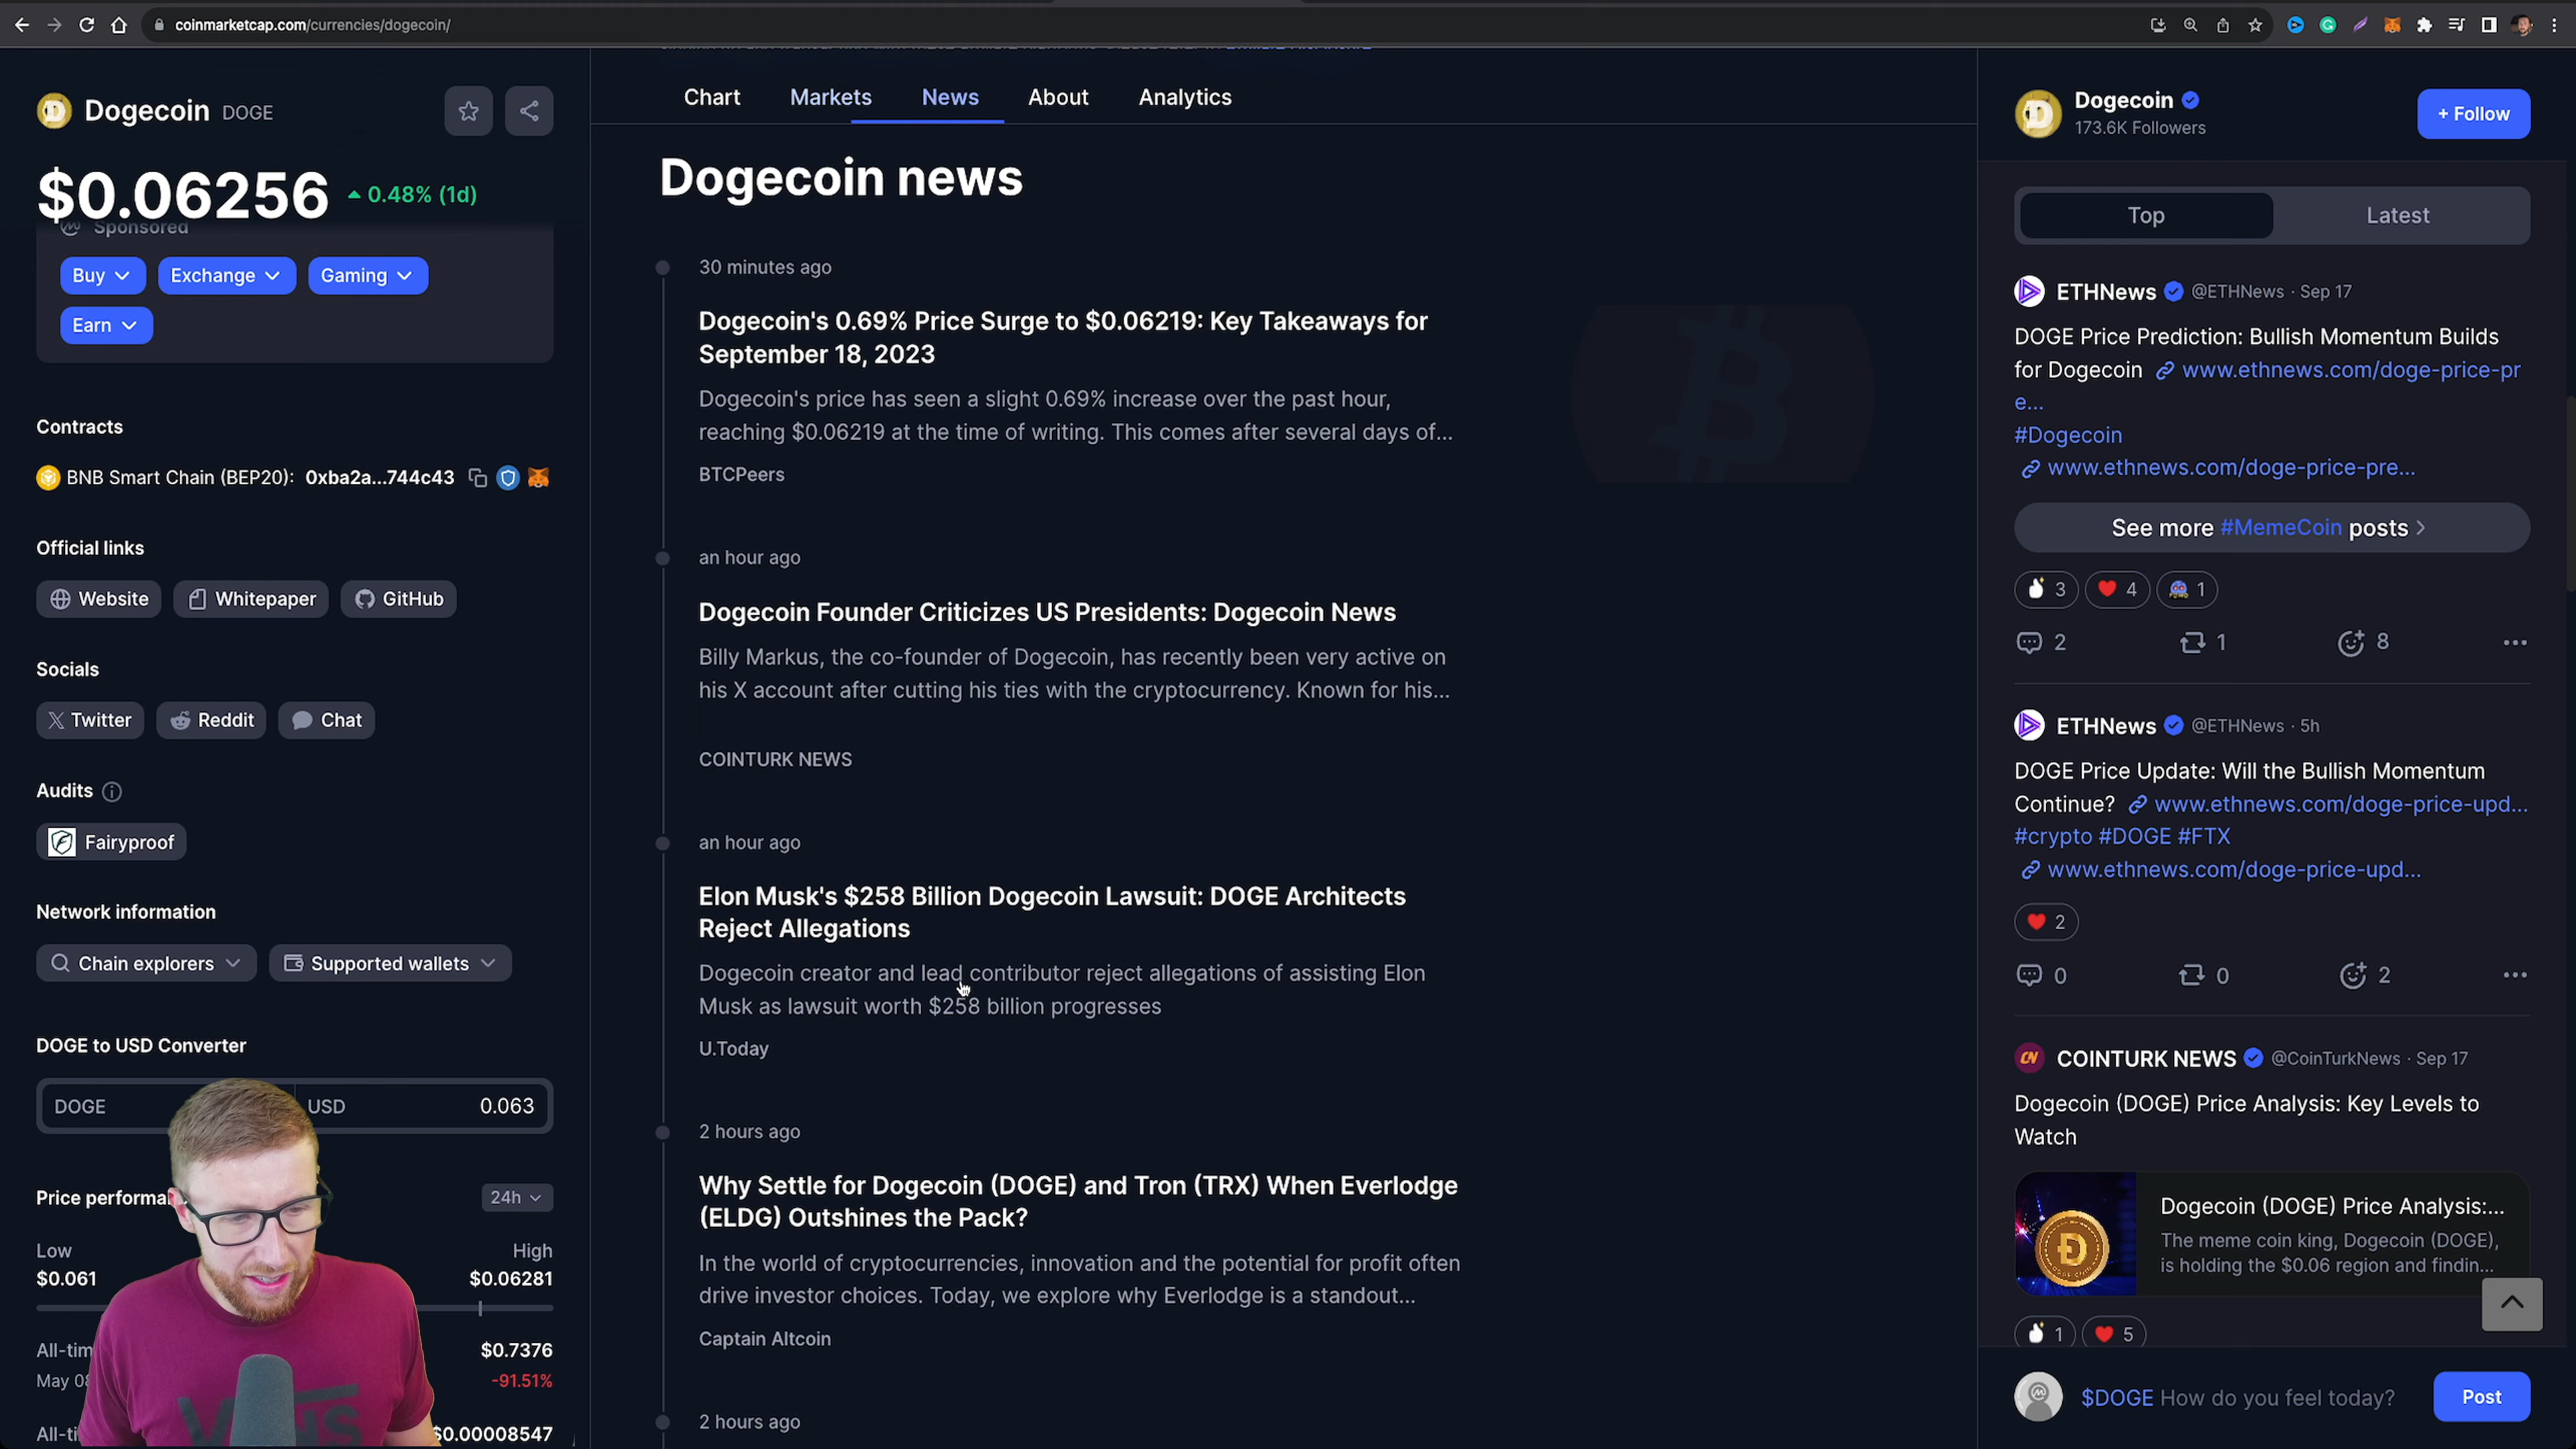 coinmarketcap.com/currencies/dogecoin/
Dogecoin DOGE
$0.06256 0.48% (1d)
Sponsored
Buy Exchange Gaming
Earn
Contracts
BNB Smart Chain (BEP20): 0xba2a...744c43
Official links
Website Whitepaper GitHub
Socials
Twitter Reddit Chat
Audits
Fairyproof
Network information
Chain explorers Supported wallets
DOGE to USD Converter
DOGE USD 0.063
Price performa
24h
Low High
$0.061 $0.06281
All-tim $0.7376
May 08 -91.51%
All-ti $0.00008547
Chart Markets News About Analytics
Dogecoin news
30 minutes ago
Dogecoin's 0.69% Price Surge to $0.06219: Key Takeaways for
September 18, 2023
Dogecoin's price has seen a slight 0.69% increase over the past hour,
reaching $0.06219 at the time of writing. This comes after several days of...
BTCPeers
an hour ago
Dogecoin Founder Criticizes US Presidents: Dogecoin News
Billy Markus, the co-founder of Dogecoin, has recently been very active on
his X account after cutting his ties with the cryptocurrency. Known for his...
COINTURK NEWS
an hour ago
Elon Musk's $258 Billion Dogecoin Lawsuit: DOGE Architects
Reject Allegations
Dogecoin creator and lead contributor reject allegations of assisting Elon
Musk as lawsuit worth $258 billion progresses
U.Today
2 hours ago
Why Settle for Dogecoin (DOGE) and Tron (TRX) When Everlodge
(ELDG) Outshines the Pack?
In the world of cryptocurrencies, innovation and the potential for profit often
drive investor choices. Today, we explore why Everlodge is a standout...
Captain Altcoin
2 hours ago
Dogecoin
173.6K Followers
+ Follow
Top Latest
ETHNews @ETHNews · Sep 17
DOGE Price Prediction: Bullish Momentum Builds
for Dogecoin www.ethnews.com/doge-price-pr
e...
#Dogecoin
www.ethnews.com/doge-price-pre...
See more #MemeCoin posts >
3 4 1
2 1 8
ETHNews @ETHNews · 5h
DOGE Price Update: Will the Bullish Momentum
Continue? www.ethnews.com/doge-price-upd...
#crypto #DOGE #FTX
www.ethnews.com/doge-price-upd...
2
0 0 2
COINTURK NEWS @CoinTurkNews · Sep 17
Dogecoin (DOGE) Price Analysis: Key Levels to
Watch
Dogecoin (DOGE) Price Analysis:...
The meme coin king, Dogecoin (DOGE),
is holding the $0.06 region and findin...
1 5
$DOGE How do you feel today?
Post